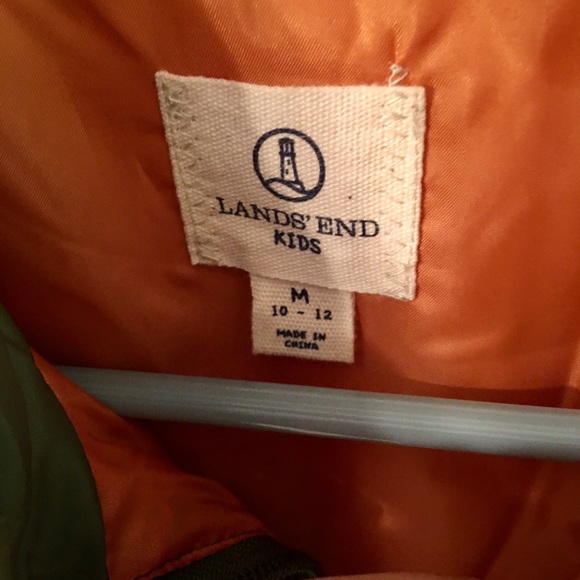 LANDS' END
KIDS
M
10 - 12
MADE IN
CHINA